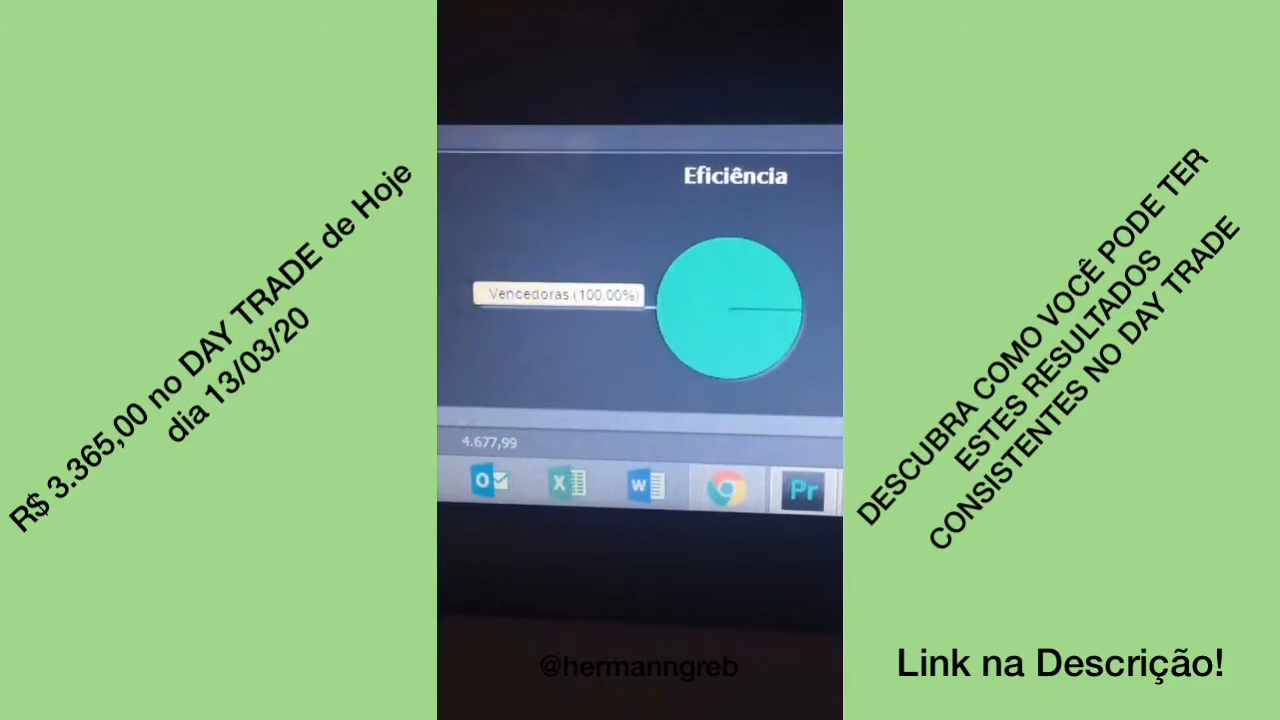 R$ 3.365,00 no DAY TRADE de Hoje
dia 13/03/20
Eficiência
Vencedoras (100,00%)
4.677,99
O
X
W
Pr
@hermanngreb
DESCUBRA COMO VOCÊ PODE TER
ESTES RESULTADOS
CONSISTENTES NO DAY TRADE
Link na Descrição!